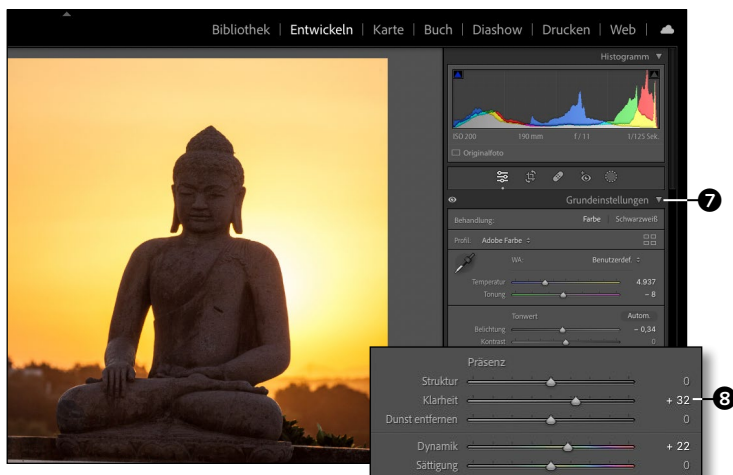 Bibliothek | Entwickeln | Karte | Buch | Diashow | Drucken | Web |
Histogramm
ISO 200 190 mm f / 11 1/125 Sek.
Originalfoto
Grundeinstellungen
7
Behandlung: Farbe | Schwarzweiß
Profil: Adobe Farbe
WA: Benutzerdef.
Temperatur 4.937
Tonung – 8
Tonwert Autom.
Belichtung – 0,34
Kontrast 0
Präsenz
Struktur 0
Klarheit + 32
8
Dunst entfernen 0
Dynamik + 22
Sättigung 0